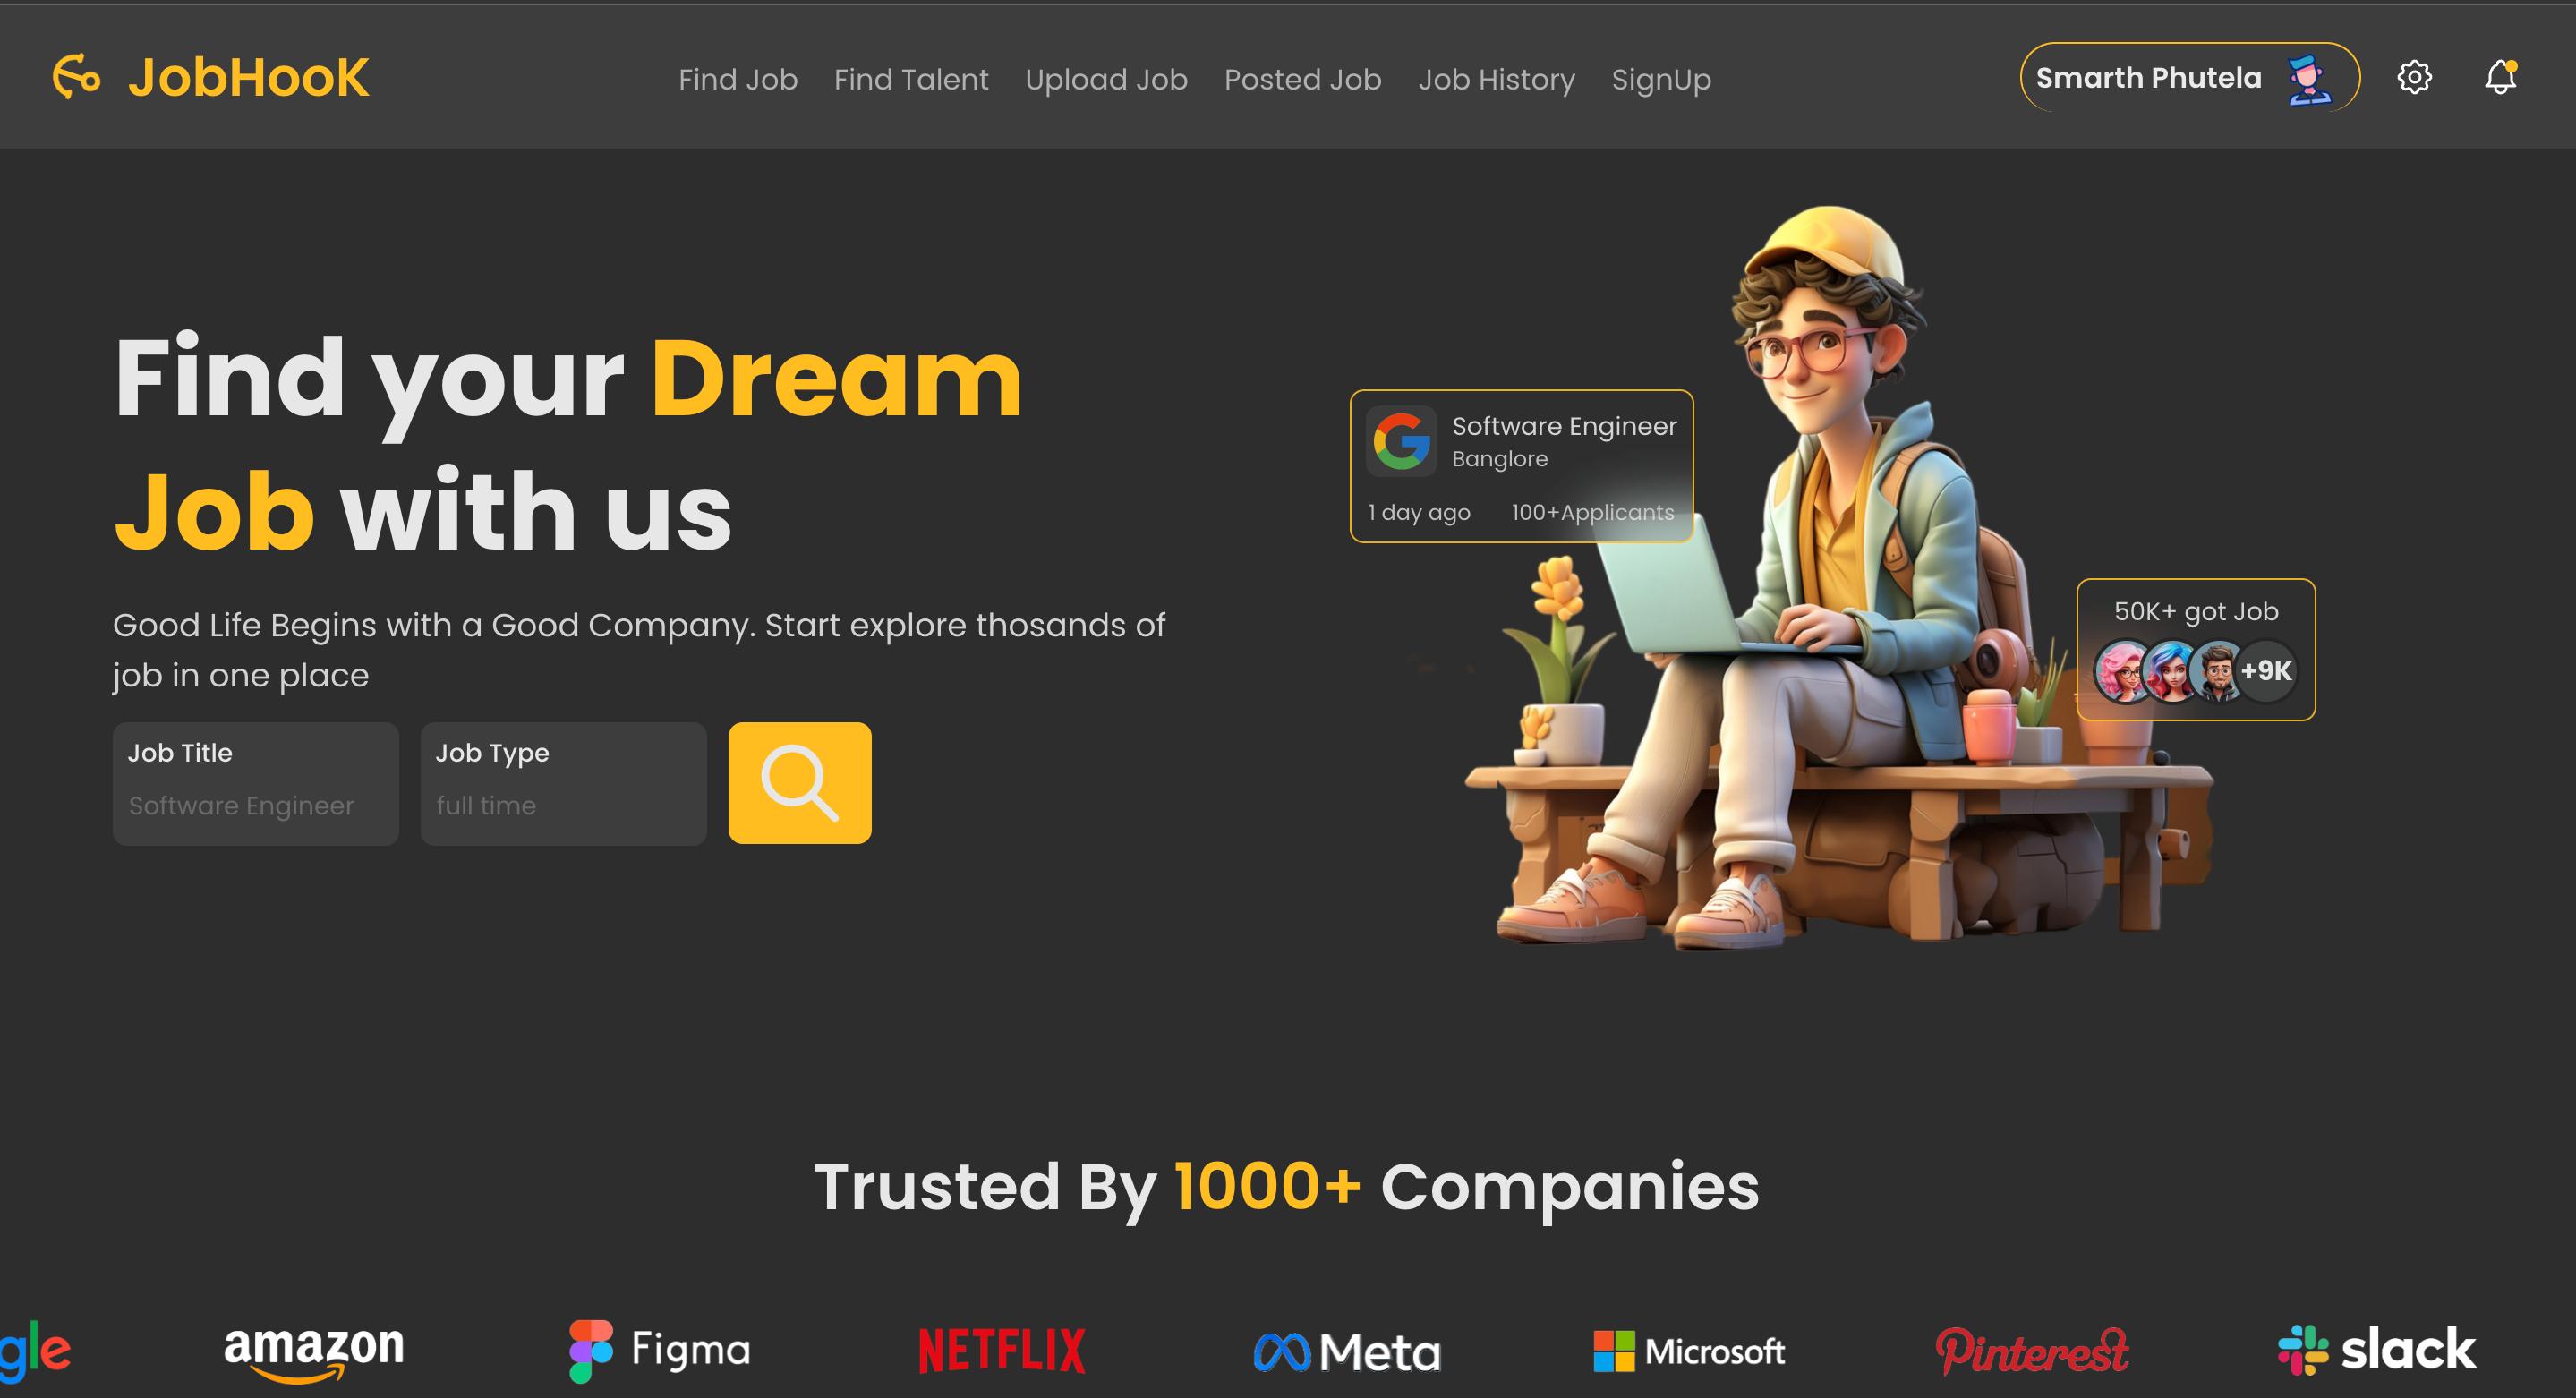 JobHooK
Find Job Find Talent Upload Job Posted Job Job History SignUp
Smarth Phutela
Find your Dream
Job with us
Good Life Begins with a Good Company. Start explore thosands of
job in one place
Job Title
Software Engineer
Job Type
full time
Software Engineer
Banglore
1 day ago 100+Applicants
50K+ got Job
+9K
Trusted By 1000+ Companies
gle amazon Figma NETFLIX Meta Microsoft Pinterest slack